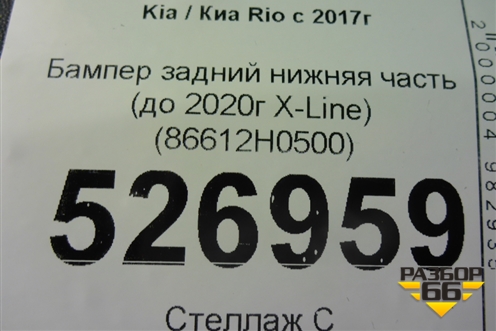 Kia / Киа Rio с 2017г
Бампер задний нижняя часть
(до 2020г X-Line)
(86612H0500)
526959
Стеллаж С
РАЗБОР
66